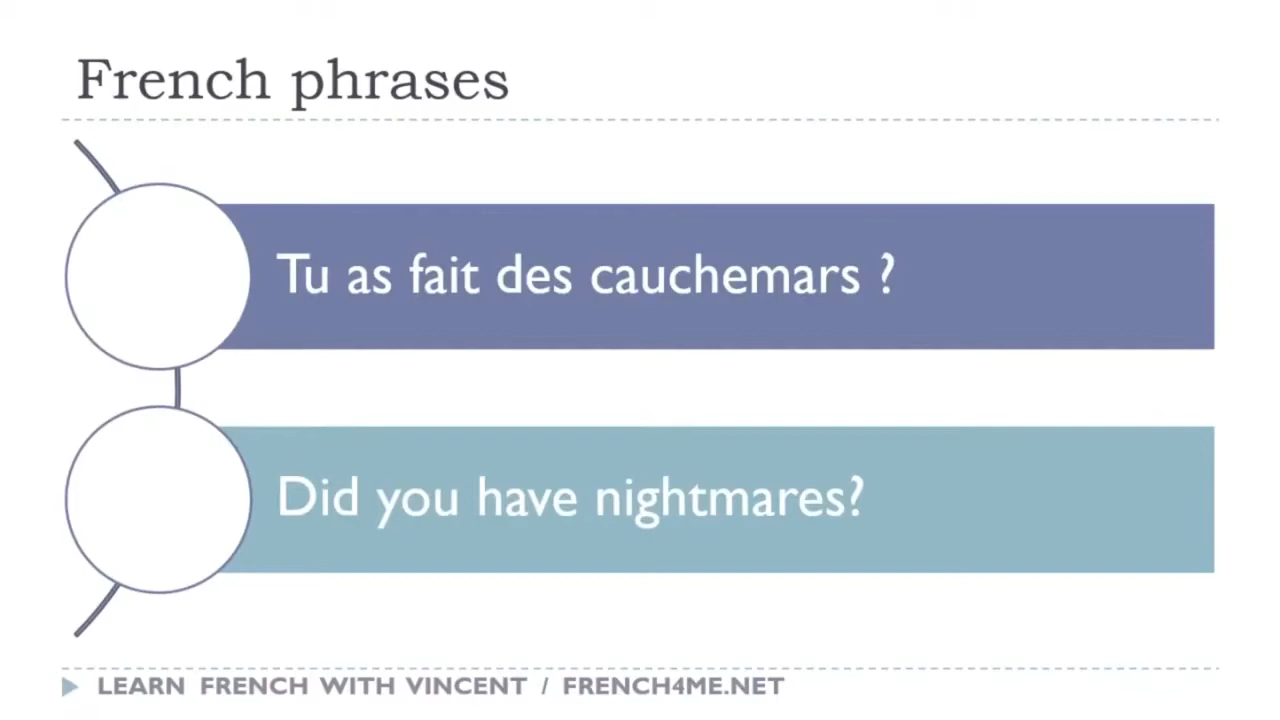 French phrases
Tu as fait des cauchemars ?
Did you have nightmares?
LEARN FRENCH WITH VINCENT / FRENCH4ME.NET